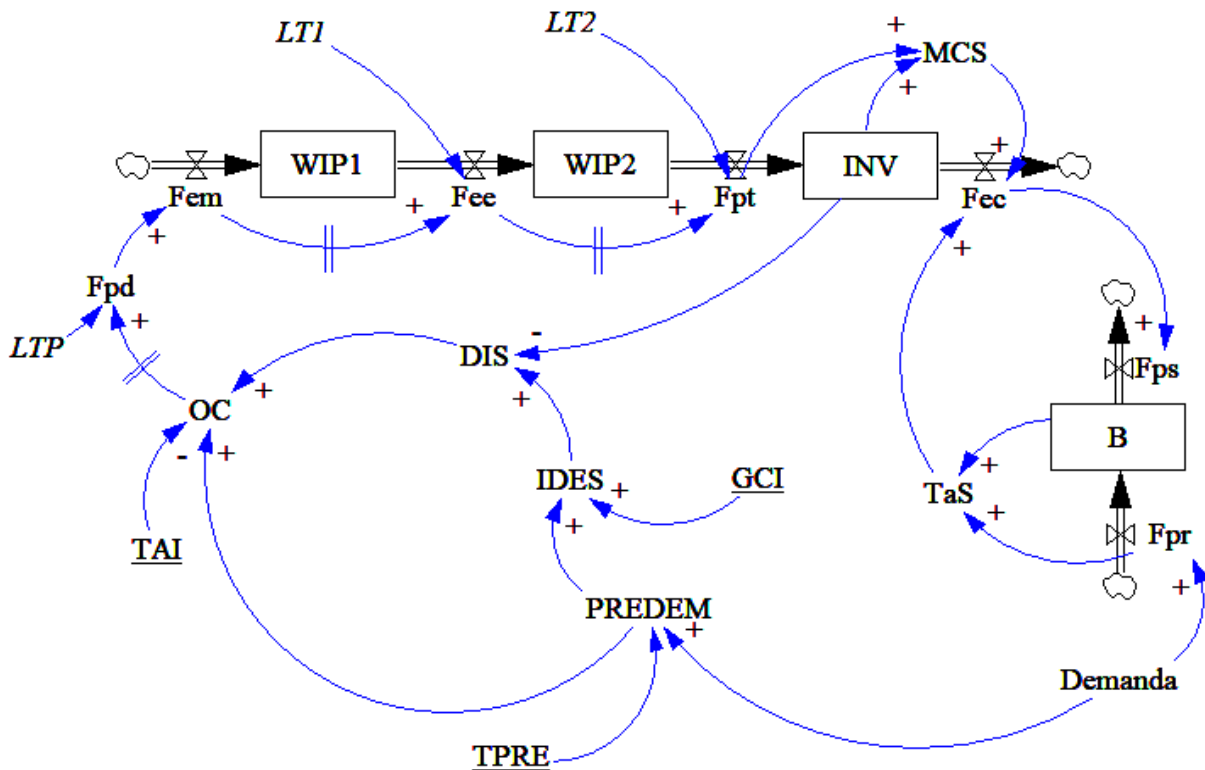 LT1
LT2
+
MCS
+
WIP1
WIP2
INV
+
Fem
+
Fee
+
Fpt
Fec
+
+
Fpd
+
LTP
-
DIS
+
+
Fps
OC
+
+
-
+
B
IDES
+
GCI
+
TaS
+
+
Fpr
TAI
+
PREDEM
+
Demanda
TPRE